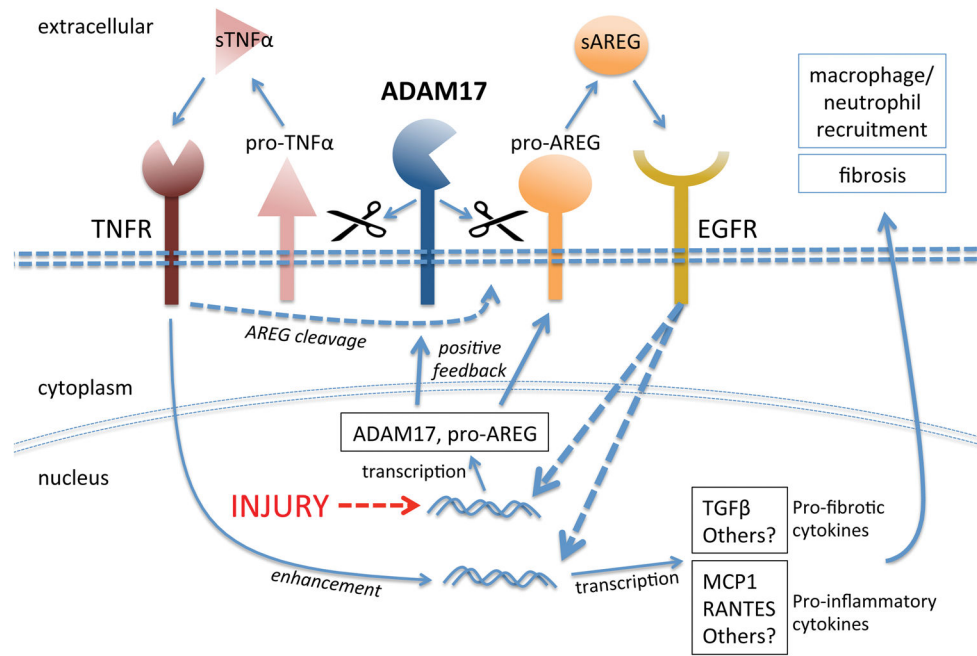 extracellular
sTNFα
sAREG
ADAM17
macrophage/
neutrophil
recruitment
pro-TNFα
pro-AREG
fibrosis
TNFR
EGFR
AREG cleavage
positive
feedback
cytoplasm
ADAM17, pro-AREG
transcription
nucleus
INJURY
TGFβ
Others?
Pro-fibrotic
cytokines
enhancement
transcription
MCP1
RANTES
Others?
Pro-inflammatory
cytokines